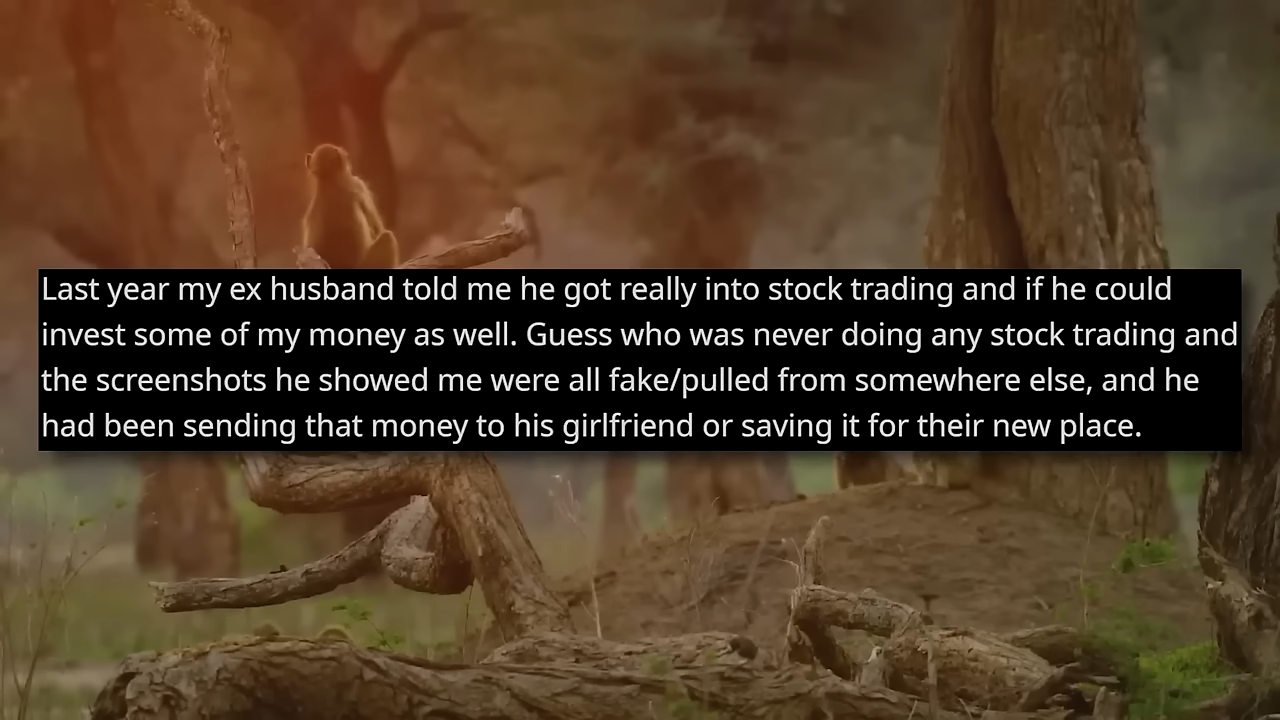 Last year my ex husband told me he got really into stock trading and if he could
invest some of my money as well. Guess who was never doing any stock trading and
the screenshots he showed me were all fake/pulled from somewhere else, and he
had been sending that money to his girlfriend or saving it for their new place.